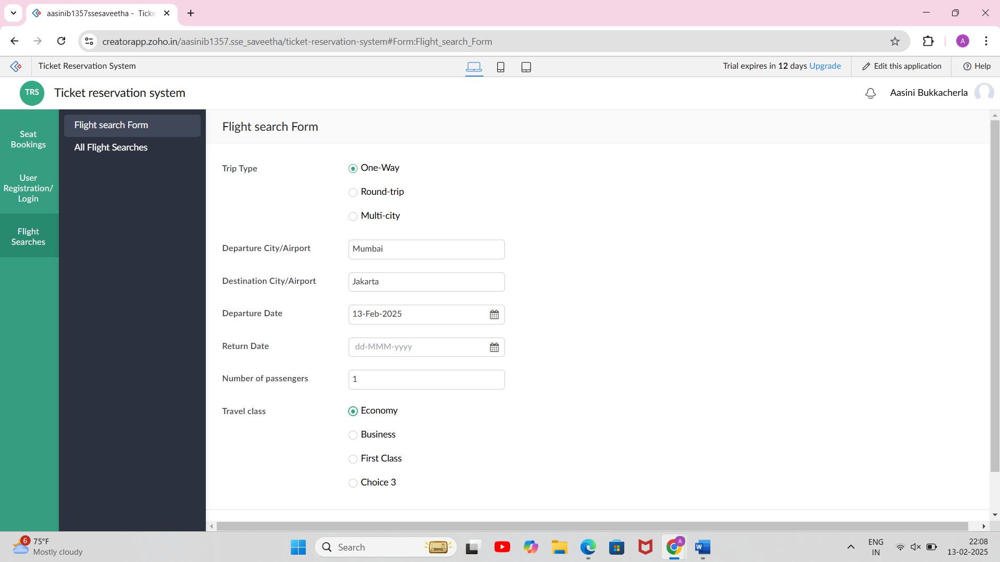 aasinib1357ssesaveetha - Ticke
creatorapp.zoho.in/aasinib1357.sse_saveetha/ticket-reservation-system#Form:Flight_search_Form
A
Ticket Reservation System
Trial expires in 12 days Upgrade
Edit this application
Help
TRS
Ticket reservation system
Aasini Bukkacherla
Seat
Bookings
User
Registration/
Login
Flight
Searches
Flight search Form
All Flight Searches
Flight search Form
Trip Type
One-Way
Round-trip
Multi-city
Departure City/Airport
Mumbai
Destination City/Airport
Jakarta
Departure Date
13-Feb-2025
Return Date
dd-MMM-yyyy
Number of passengers
1
Travel class
Economy
Business
First Class
Choice 3
6
75°F
Mostly cloudy
Search
A
W
ENG
IN
22:08
13-02-2025